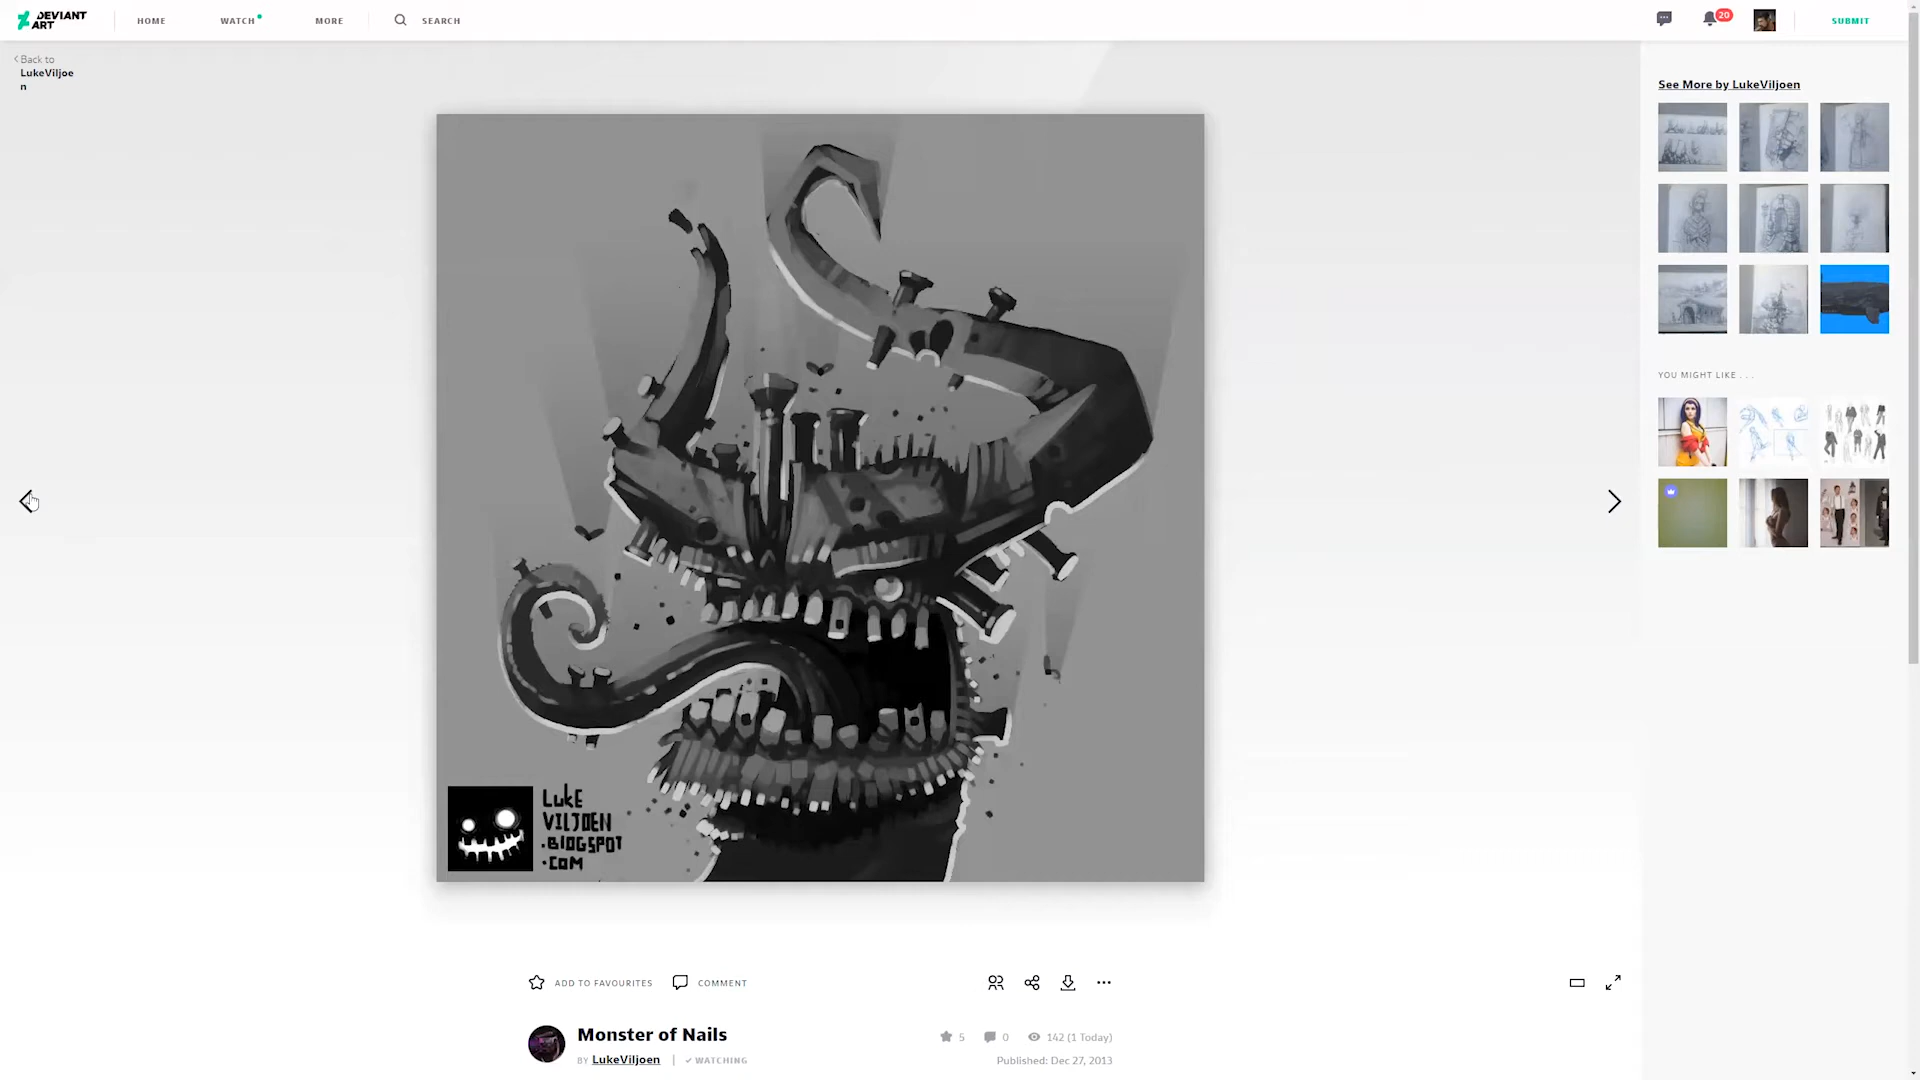 DEVIANT
ART
HOME
WATCH
MORE
SEARCH
20
SUBMIT
Back to
LukeViljoe
n
See More by LukeViljoen
YOU MIGHT LIKE . . .
LukE
VILJOEN
.BlOGSPOT
.COM
ADD TO FAVOURITES
COMMENT
Monster of Nails
5
0
142 (1 Today)
BY LukeViljoen | ✓ WATCHING
Published: Dec 27, 2013